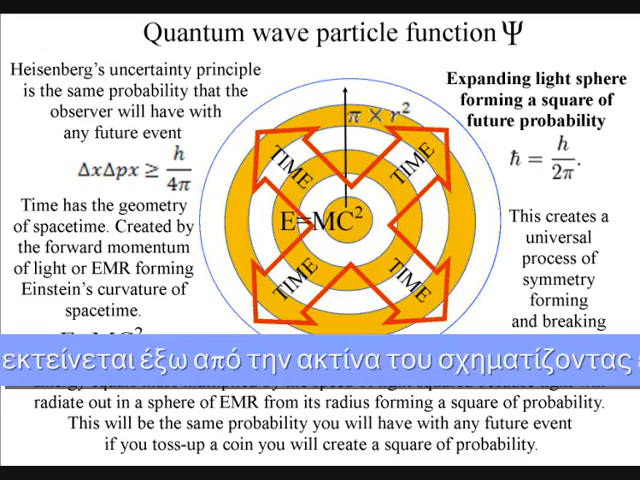 Quantum wave particle function Ψ
Heisenberg's uncertainty principle
is the same probability that the
observer will have with
any future event
ΔxΔpx ≥ h/4π
Time has the geometry
of spacetime. Created by
the forward momentum
of light or EMR forming
Einstein's curvature of
spacetime.
π × r²
TIME
TIME
E=MC²
TIME
TIME
Expanding light sphere
forming a square of
future probability
ħ = h/2π.
This creates a
universal
process of
symmetry
forming
and breaking
εκτείνεται έξω από την ακτίνα του σχηματίζοντας
radiate out in a sphere of EMR from its radius forming a square of probability.
This will be the same probability you will have with any future event
if you toss-up a coin you will create a square of probability.